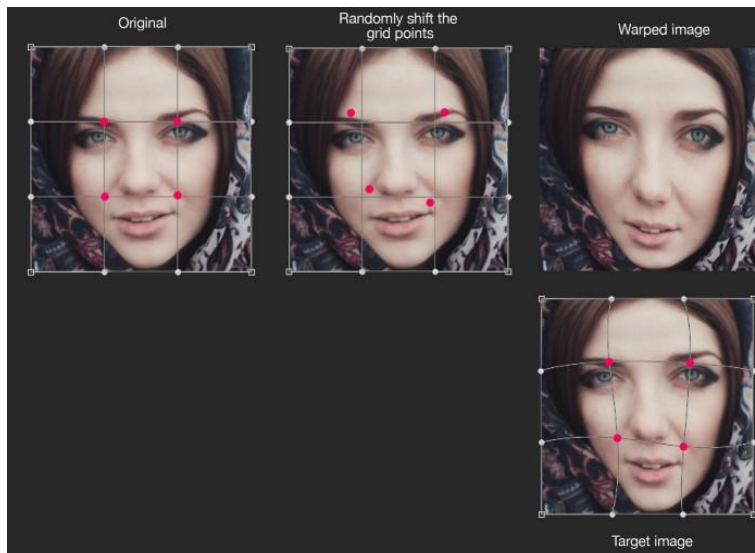 Original
Randomly shift the
grid points
Warped image
Target image